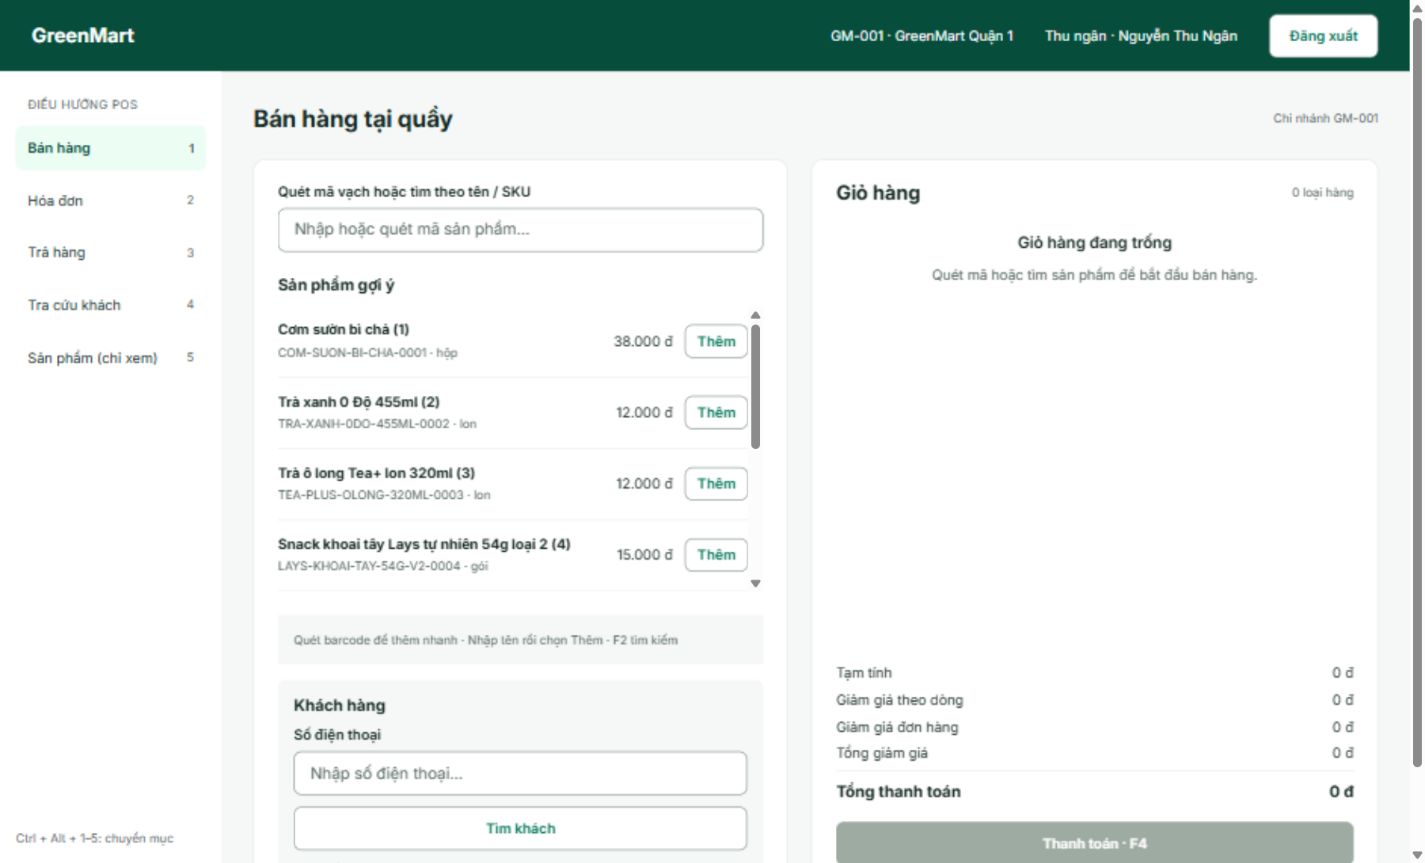 GreenMart
GM-001 · GreenMart Quận 1
Thu ngân · Nguyễn Thu Ngân
Đăng xuất
ĐIỀU HƯỚNG POS
Bán hàng 1
Hóa đơn 2
Trả hàng 3
Tra cứu khách 4
Sản phẩm (chỉ xem) 5
Ctrl + Alt + 1–5: chuyển mục
Bán hàng tại quầy
Chi nhánh GM-001
Quét mã vạch hoặc tìm theo tên / SKU
Nhập hoặc quét mã sản phẩm...
Sản phẩm gợi ý
Cơm sườn bì chả (1)
COM-SUON-BI-CHA-0001 · hộp
38.000 đ
Thêm
Trà xanh 0 Độ 455ml (2)
TRA-XANH-0DO-455ML-0002 · lon
12.000 đ
Thêm
Trà ô long Tea+ lon 320ml (3)
TEA-PLUS-OLONG-320ML-0003 · lon
12.000 đ
Thêm
Snack khoai tây Lays tự nhiên 54g loại 2 (4)
LAYS-KHOAI-TAY-54G-V2-0004 · gói
15.000 đ
Thêm
Quét barcode để thêm nhanh · Nhập tên rồi chọn Thêm · F2 tìm kiếm
Khách hàng
Số điện thoại
Nhập số điện thoại...
Tìm khách
Giỏ hàng
0 loại hàng
Giỏ hàng đang trống
Quét mã hoặc tìm sản phẩm để bắt đầu bán hàng.
Tạm tính 0 đ
Giảm giá theo dòng 0 đ
Giảm giá đơn hàng 0 đ
Tổng giảm giá 0 đ
Tổng thanh toán 0 đ
Thanh toán · F4